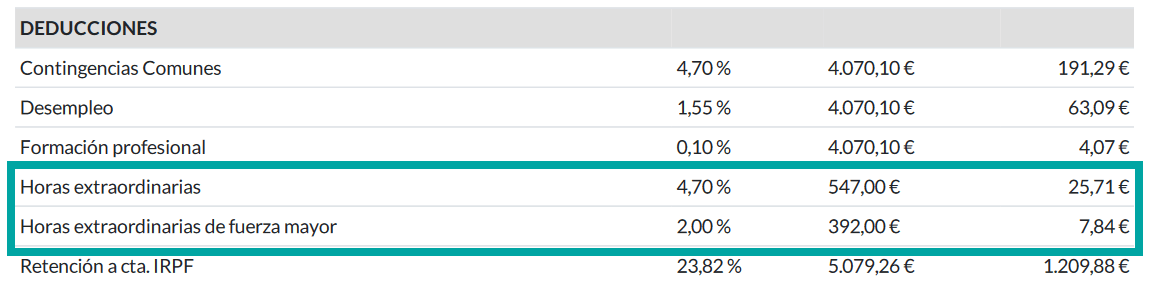 DEDUCCIONES
Contingencias Comunes 4,70 % 4.070,10 € 191,29 €
Desempleo 1,55 % 4.070,10 € 63,09 €
Formación profesional 0,10 % 4.070,10 € 4,07 €
Horas extraordinarias 4,70 % 547,00 € 25,71 €
Horas extraordinarias de fuerza mayor 2,00 % 392,00 € 7,84 €
Retención a cta. IRPF 23,82 % 5.079,26 € 1.209,88 €